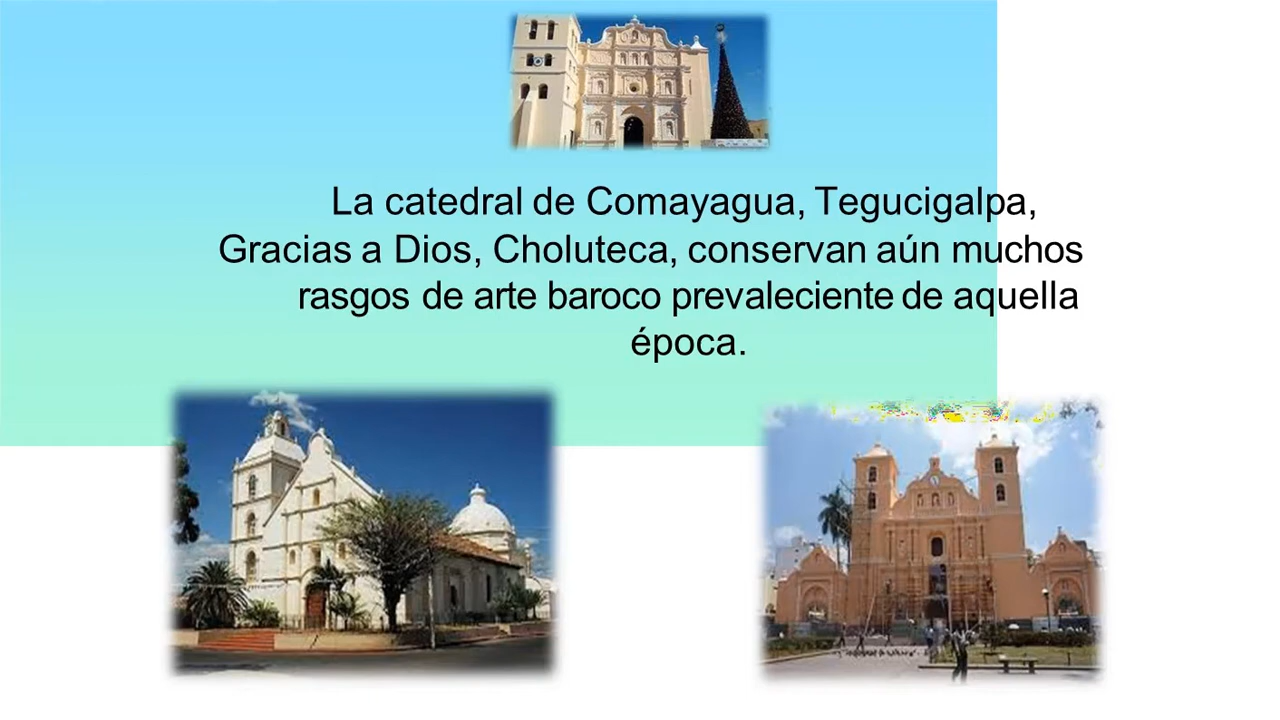 La catedral de Comayagua, Tegucigalpa,
Gracias a Dios, Choluteca, conservan aún muchos
rasgos de arte baroco prevaleciente de aquella
época.